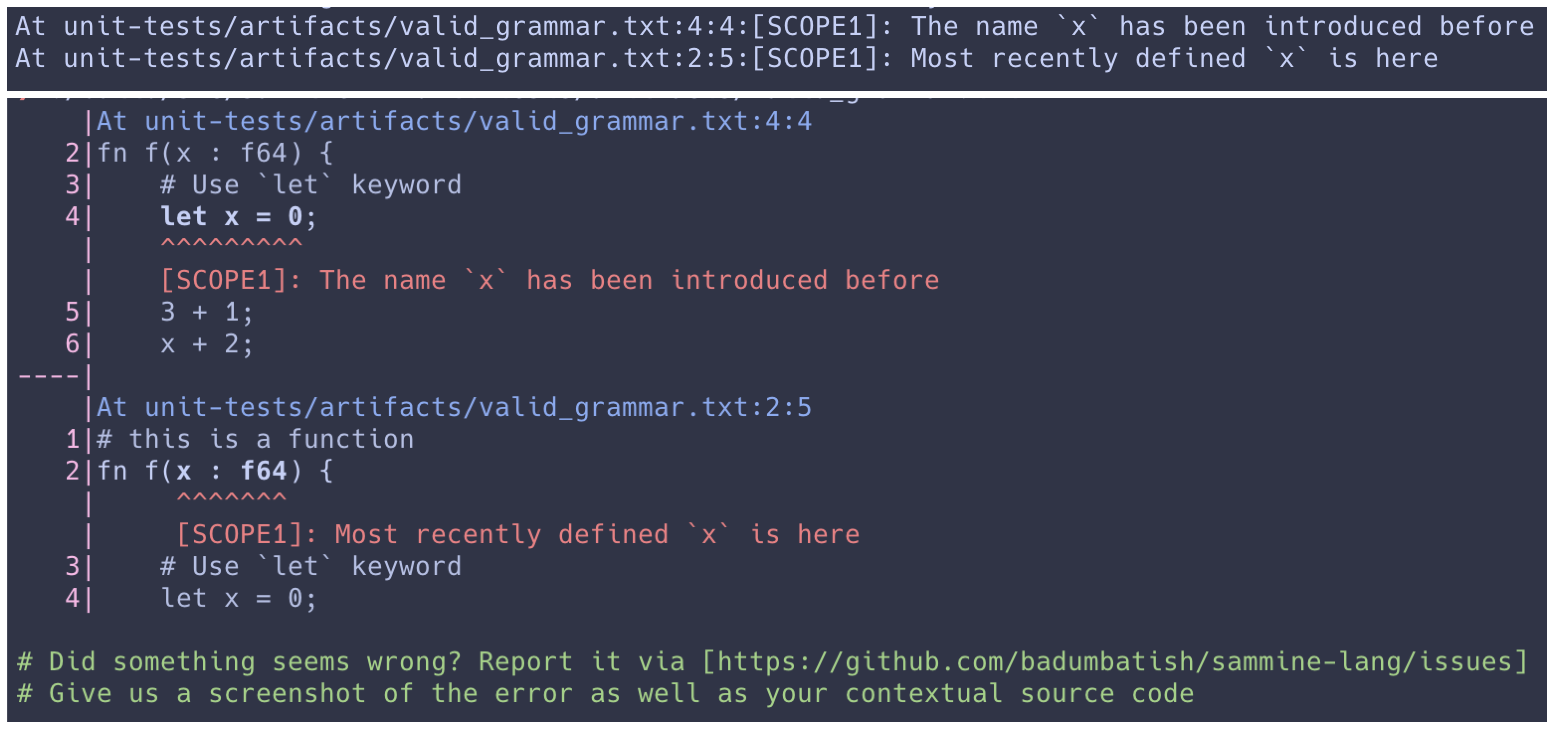 At unit-tests/artifacts/valid_grammar.txt:4:4:[SCOPE1]: The name `x` has been introduced before
At unit-tests/artifacts/valid_grammar.txt:2:5:[SCOPE1]: Most recently defined `x` is here
    |At unit-tests/artifacts/valid_grammar.txt:4:4
   2|fn f(x : f64) {
   3|    # Use `let` keyword
   4|    let x = 0;
    |    ^^^^^^^^^
    |    [SCOPE1]: The name `x` has been introduced before
   5|    3 + 1;
   6|    x + 2;
----|
    |At unit-tests/artifacts/valid_grammar.txt:2:5
   1|# this is a function
   2|fn f(x : f64) {
    |     ^^^^^^^
    |     [SCOPE1]: Most recently defined `x` is here
   3|    # Use `let` keyword
   4|    let x = 0;

# Did something seems wrong? Report it via [https://github.com/badumbatish/sammine-lang/issues]
# Give us a screenshot of the error as well as your contextual source code